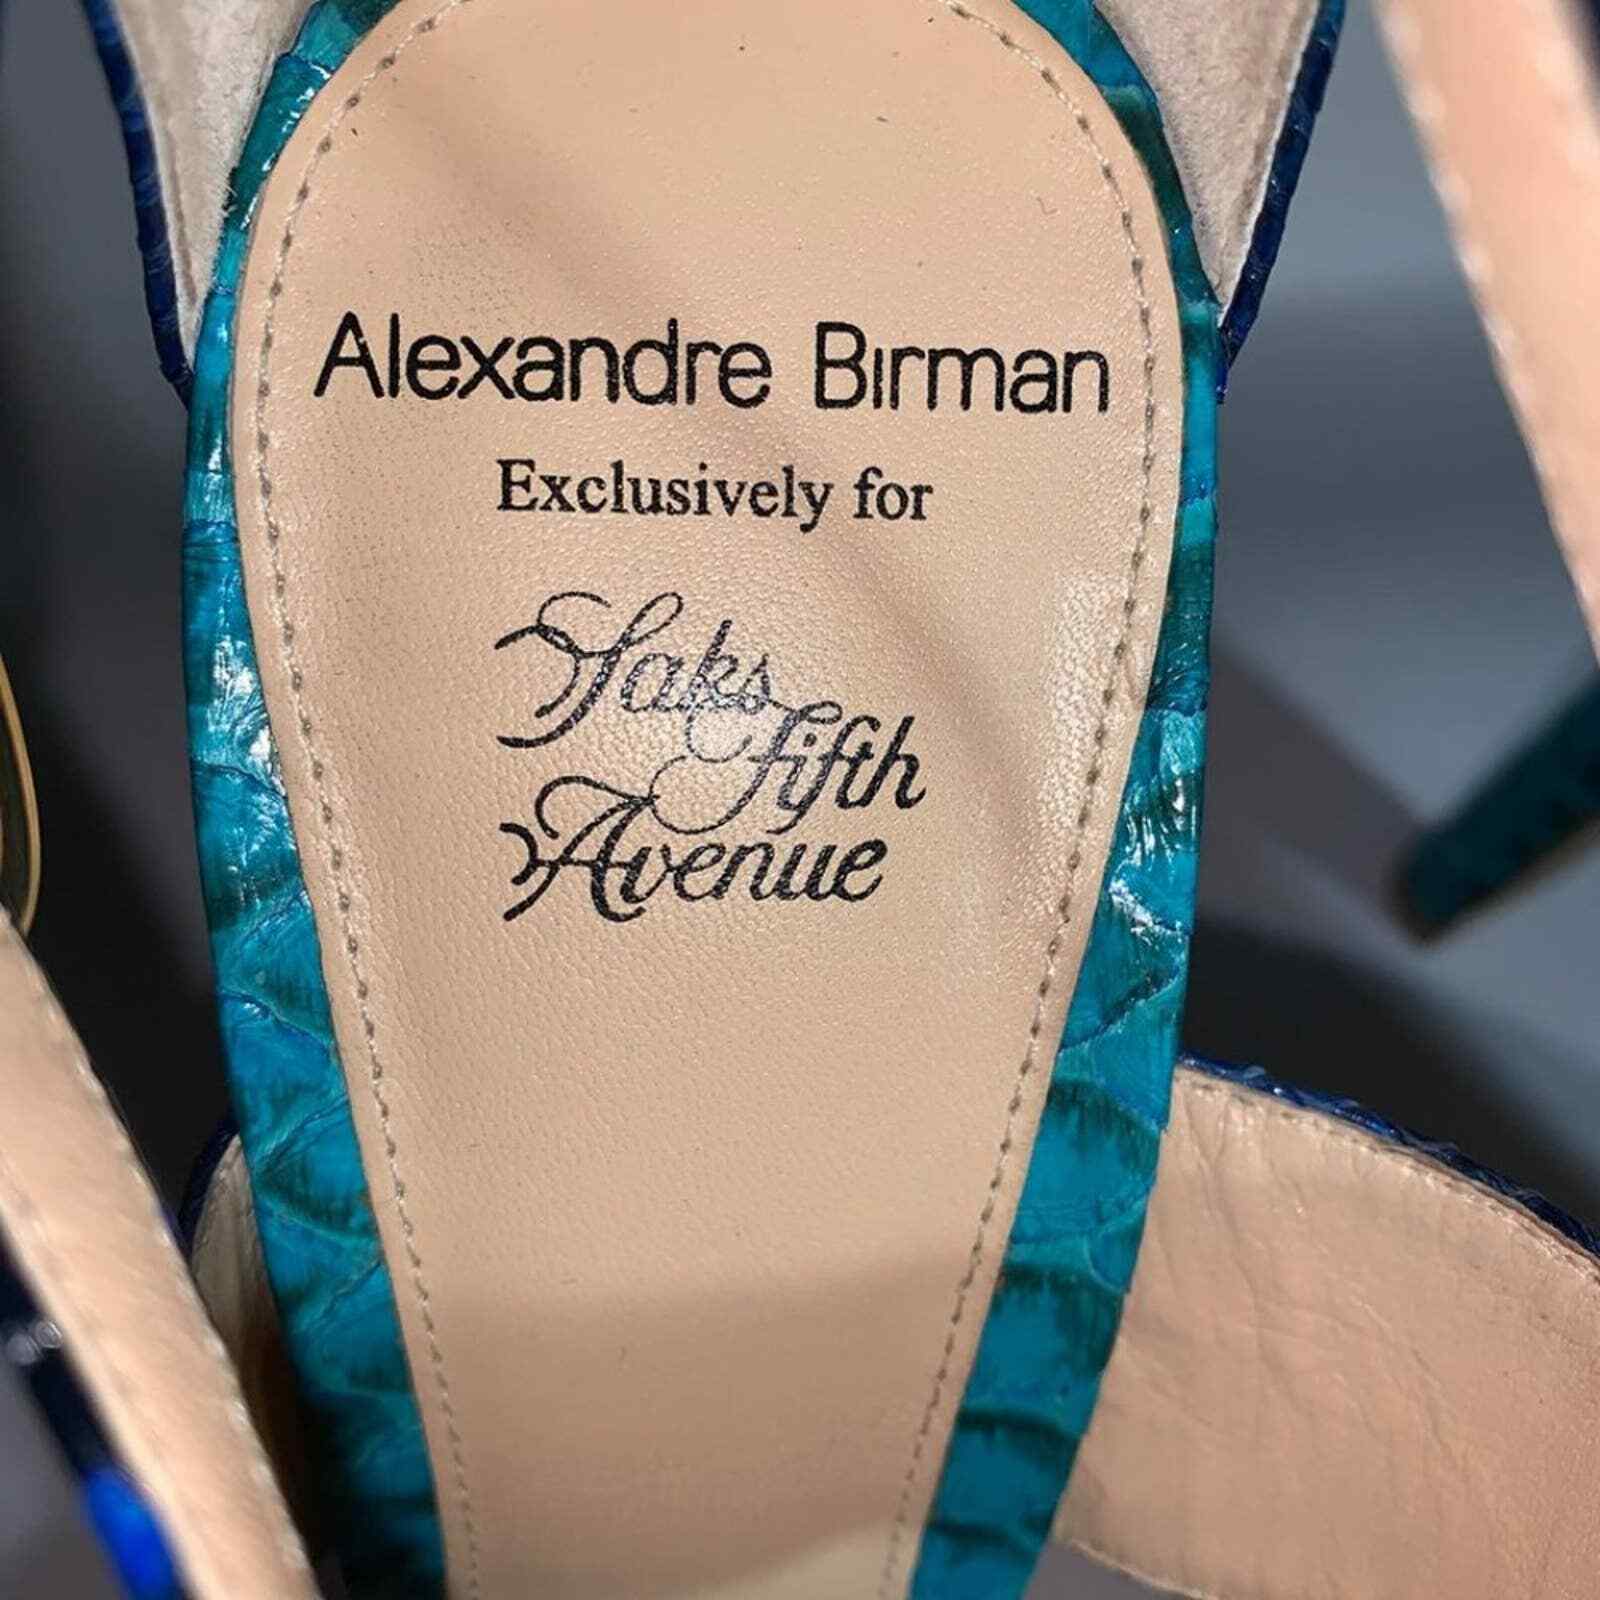 Alexandre Birman
Exclusively for
Saks
Fifth
Avenue